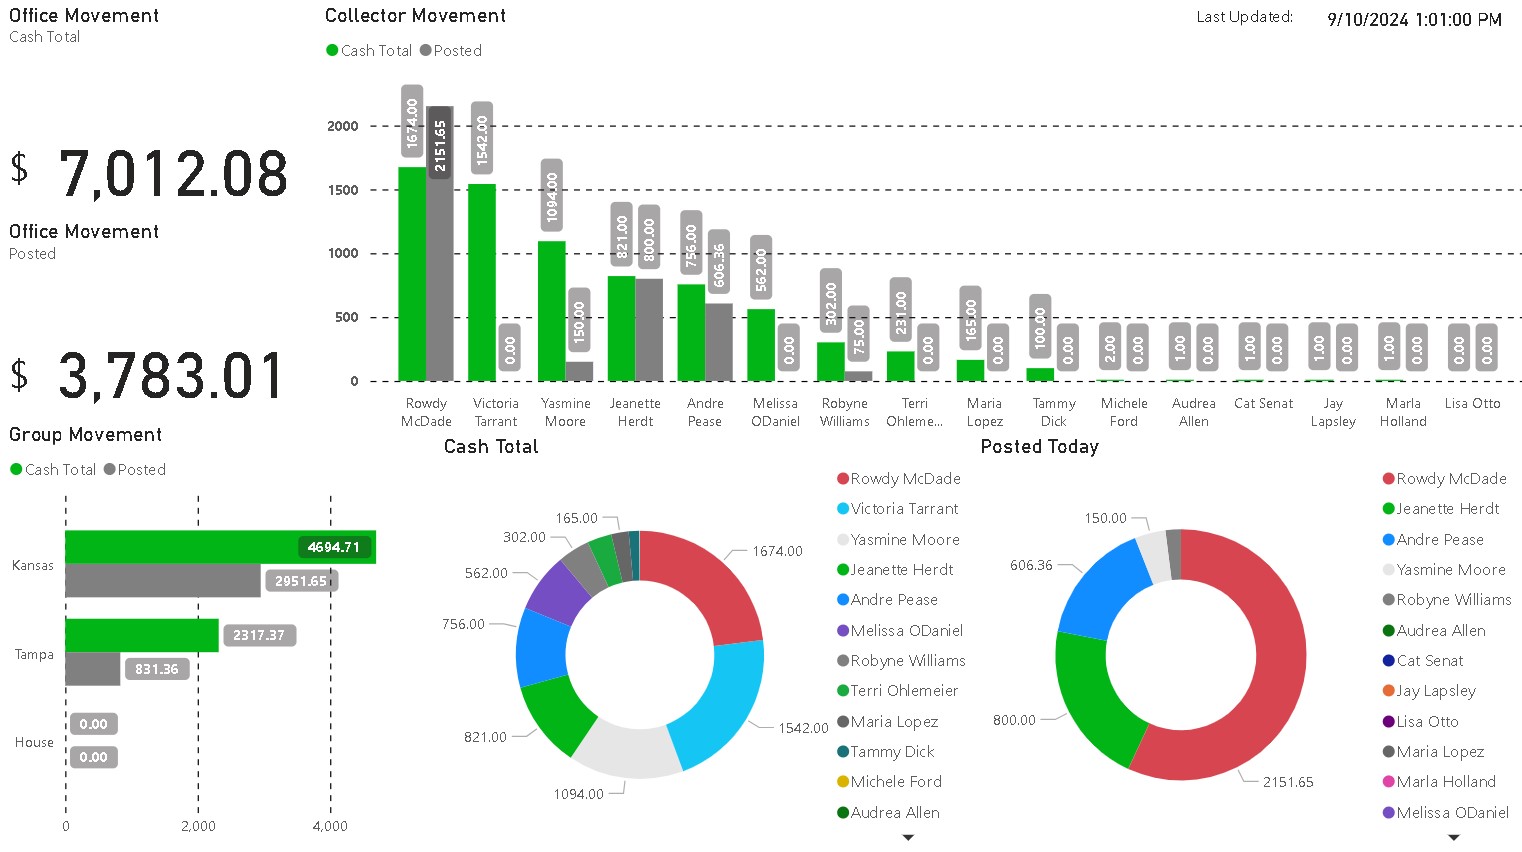 Office Movement
Cash Total
$ 7,012.08
Office Movement
Posted
$ 3,783.01
Collector Movement
Cash Total Posted
Last Updated: 9/10/2024 1:01:00 PM
2000
1500
1000
500
0
1674.00
2151.65
1542.00
0.00
1094.00
150.00
821.00
800.00
756.00
606.36
562.00
0.00
302.00
75.00
231.00
0.00
165.00
0.00
100.00
0.00
2.00
0.00
1.00
0.00
1.00
0.00
1.00
0.00
1.00
0.00
0.00
0.00
Rowdy
McDade
Victoria
Tarrant
Yasmine
Moore
Jeanette
Herdt
Andre
Pease
Melissa
ODaniel
Robyne
Williams
Terri
Ohleme...
Maria
Lopez
Tammy
Dick
Michele
Ford
Audrea
Allen
Cat Senat
Jay
Lapsley
Marla
Holland
Lisa Otto
Group Movement
Cash Total Posted
Kansas
4694.71
2951.65
Tampa
2317.37
831.36
House
0.00
0.00
0
2,000
4,000
Cash Total
165.00
302.00
562.00
756.00
821.00
1094.00
1674.00
1542.00
Rowdy McDade
Victoria Tarrant
Yasmine Moore
Jeanette Herdt
Andre Pease
Melissa ODaniel
Robyne Williams
Terri Ohlemeier
Maria Lopez
Tammy Dick
Michele Ford
Audrea Allen
Posted Today
150.00
606.36
800.00
2151.65
Rowdy McDade
Jeanette Herdt
Andre Pease
Yasmine Moore
Robyne Williams
Audrea Allen
Cat Senat
Jay Lapsley
Lisa Otto
Maria Lopez
Marla Holland
Melissa ODaniel